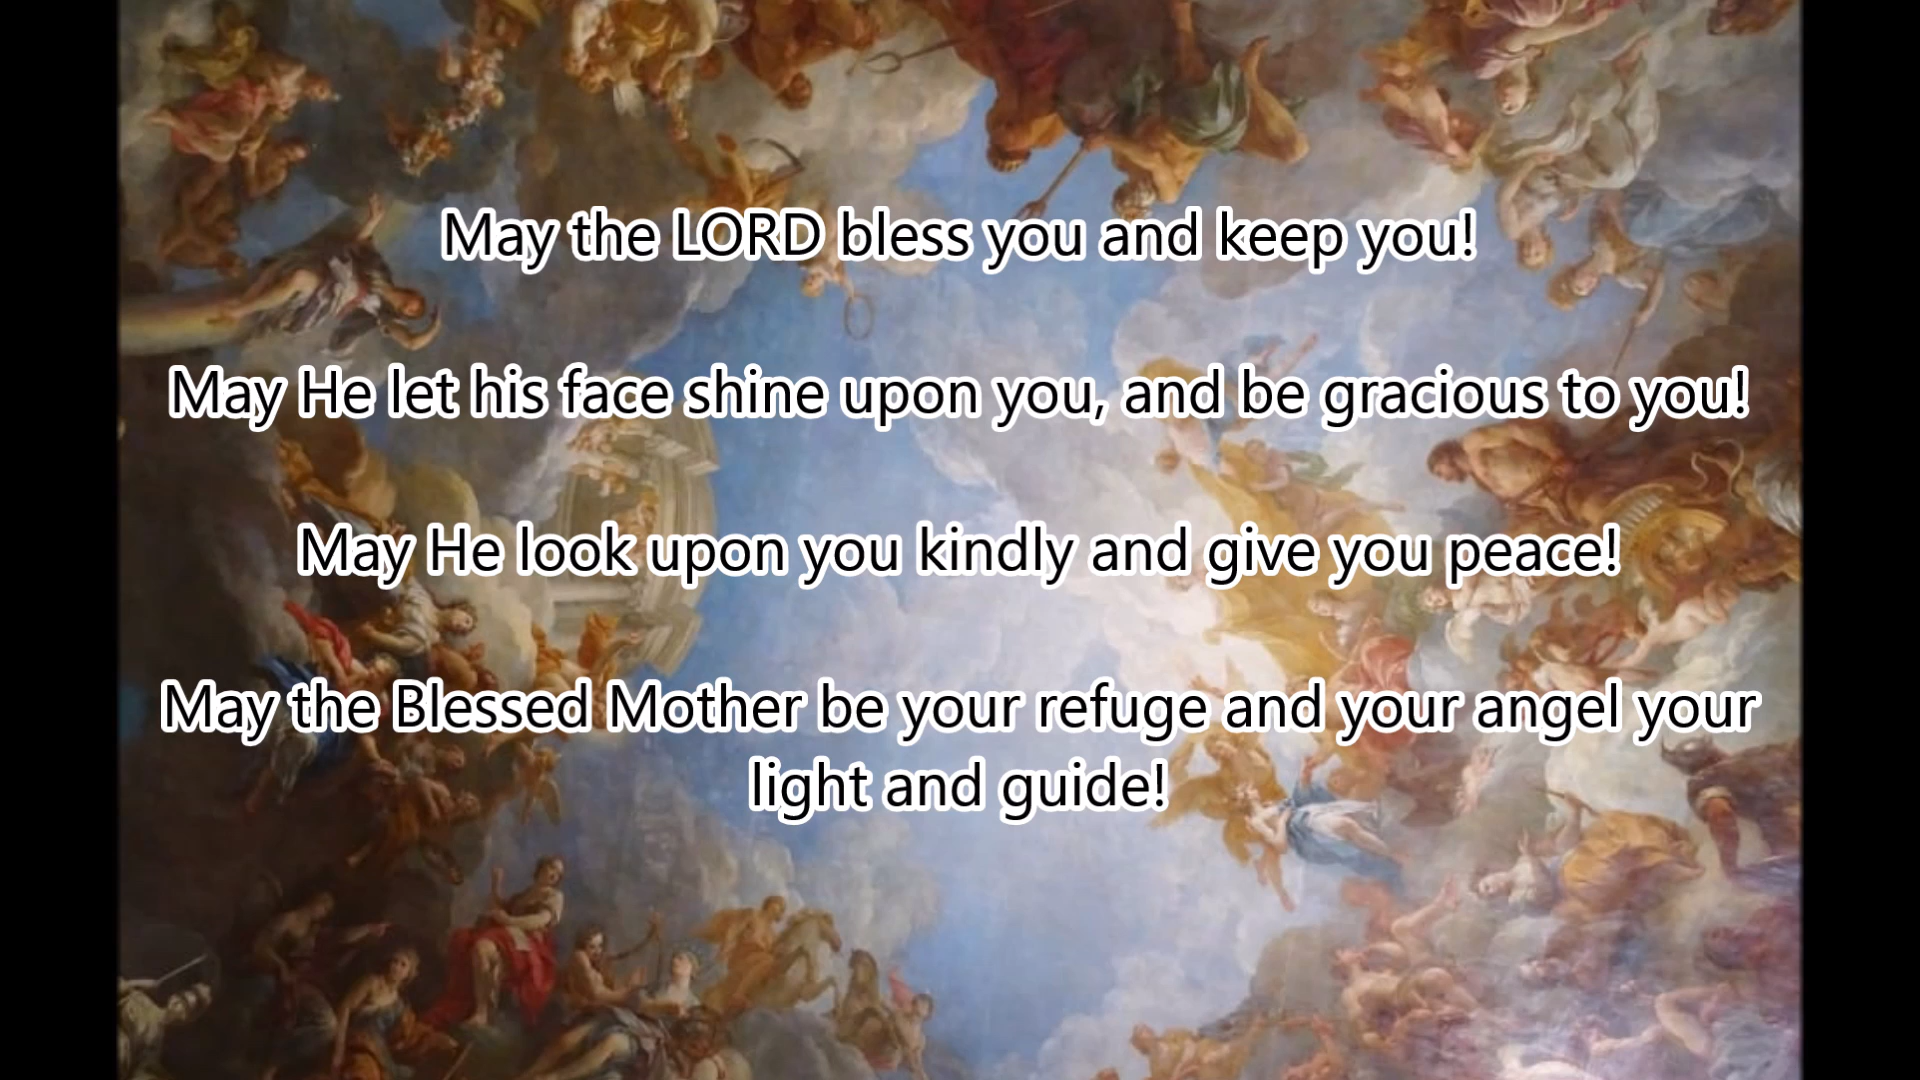 May the LORD bless you and keep you!
May He let his face shine upon you, and be gracious to you!
May He look upon you kindly and give you peace!
May the Blessed Mother be your refuge and your angel your
light and guide!